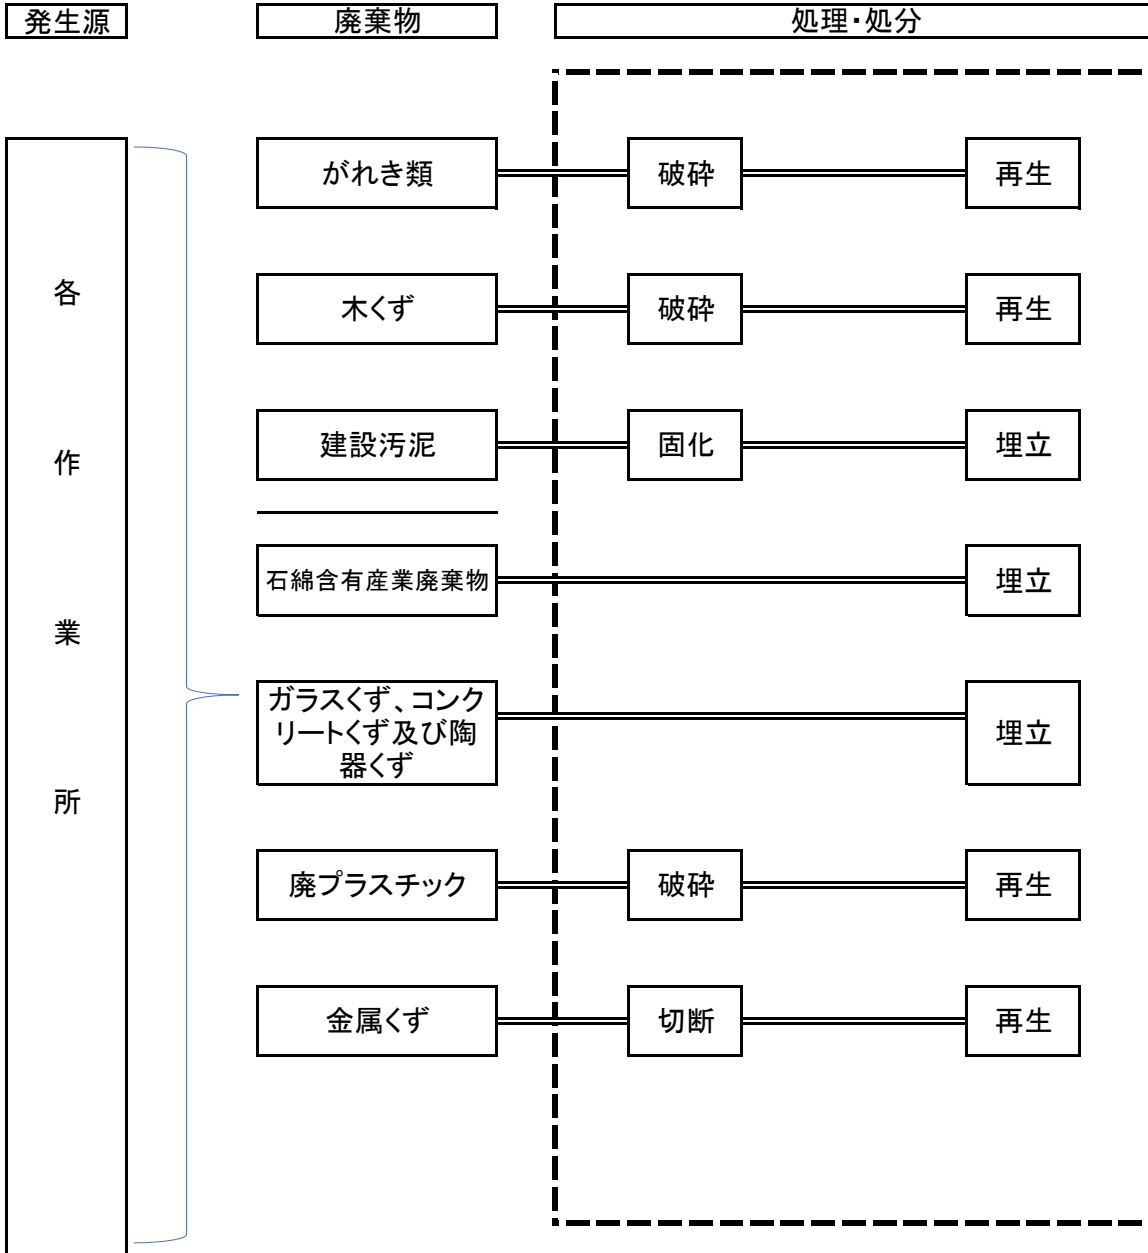 発生源
廃棄物
処理・処分
各
作
業
所
がれき類
破砕
再生
木くず
破砕
再生
建設汚泥
固化
埋立
石綿含有産業廃棄物
埋立
ガラスくず、コンク
リートくず及び陶
器くず
埋立
廃プラスチック
破砕
再生
金属くず
切断
再生